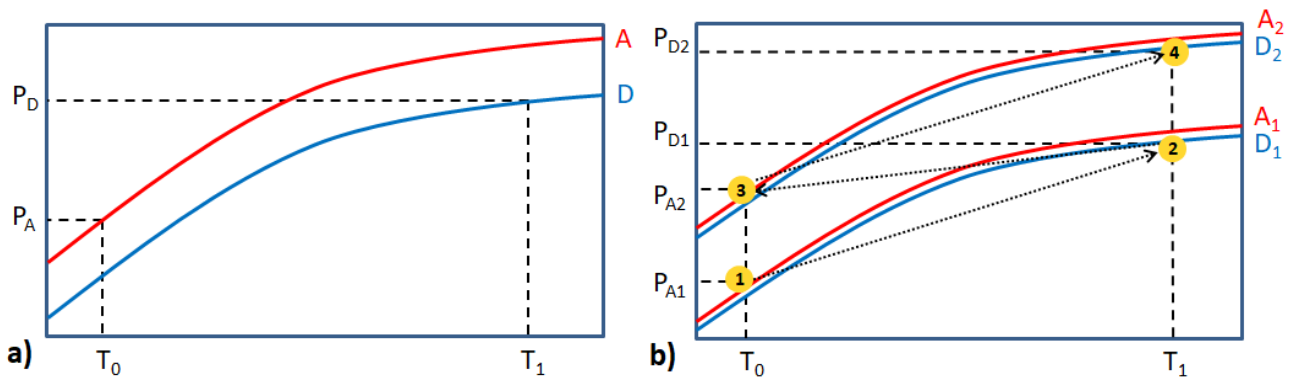 A
D
P_D
P_A
T_0
T_1
a)
A_2
D_2
A_1
D_1
P_D2
P_D1
P_A2
P_A1
4
2
3
1
T_0
T_1
b)